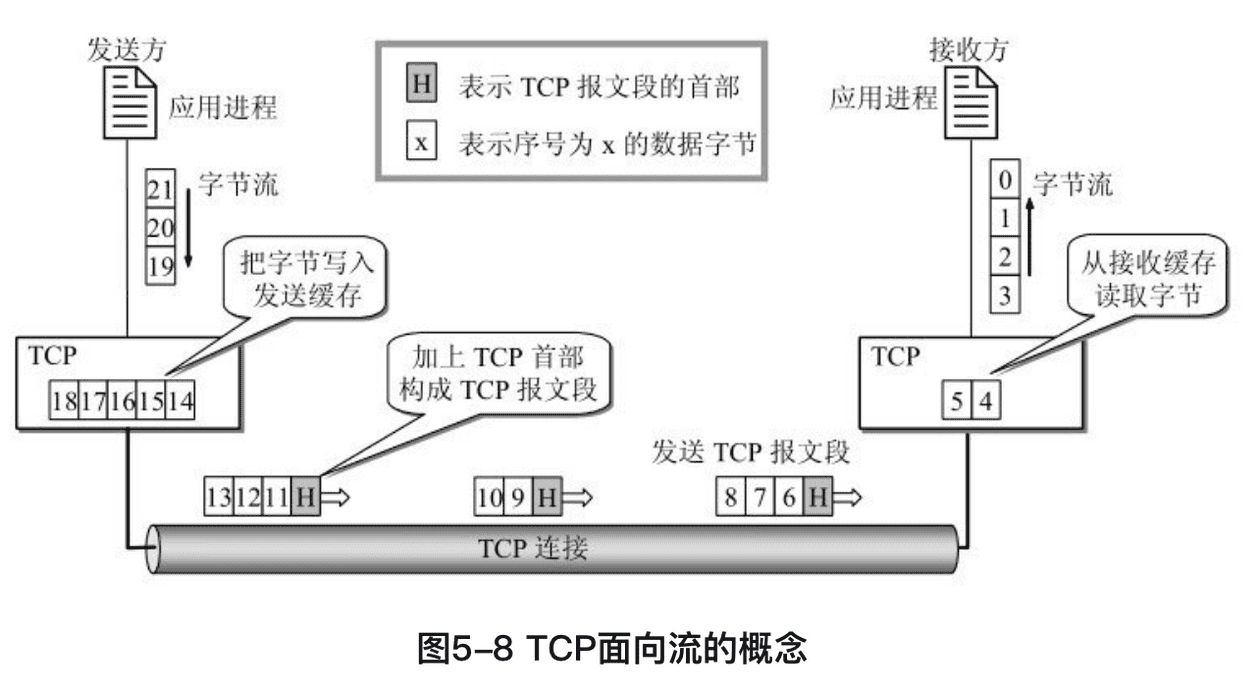 发送方
应用进程
H 表示 TCP 报文段的首部
x 表示序号为 x 的数据字节
接收方
应用进程
21
20
19
字节流
把字节写入
发送缓存
0
1
2
3
字节流
从接收缓存
读取字节
TCP
18 17 16 15 14
加上 TCP 首部
构成 TCP 报文段
TCP
5 4
发送 TCP 报文段
13 12 11 H
10 9 H
8 7 6 H
TCP 连接
图5-8 TCP面向流的概念